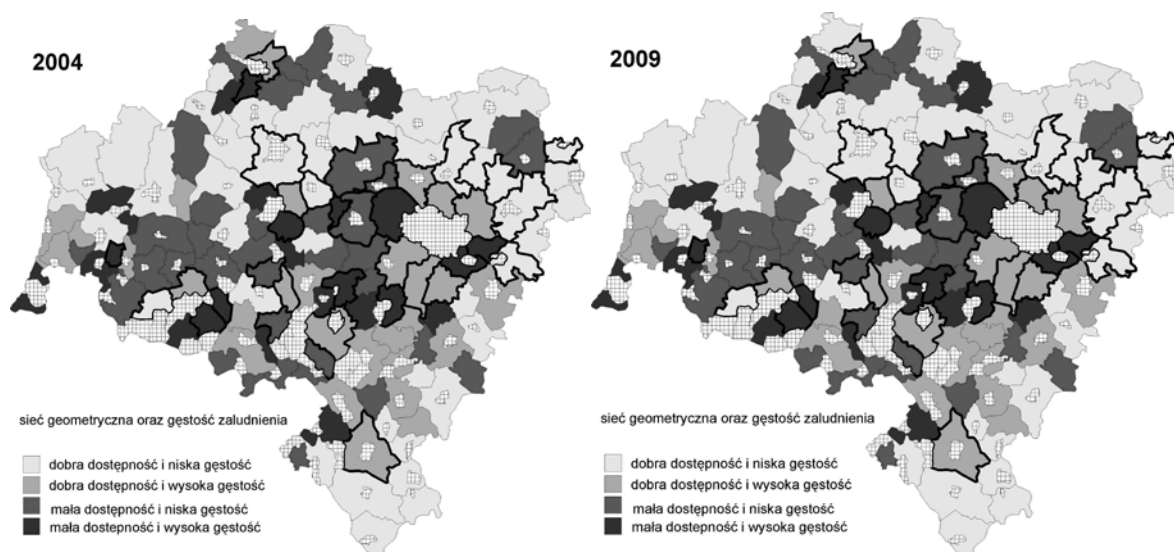 2004
sieć geometryczna oraz gęstość zaludnienia
dobra dostępność i niska gęstość
dobra dostępność i wysoka gęstość
mała dostępność i niska gęstość
mała dostepność i wysoka gęstość
2009
sieć geometryczna oraz gęstość zaludnienia
dobra dostępność i niska gęstość
dobra dostępność i wysoka gęstość
mała dostępność i niska gęstość
mała dostepność i wysoka gęstość